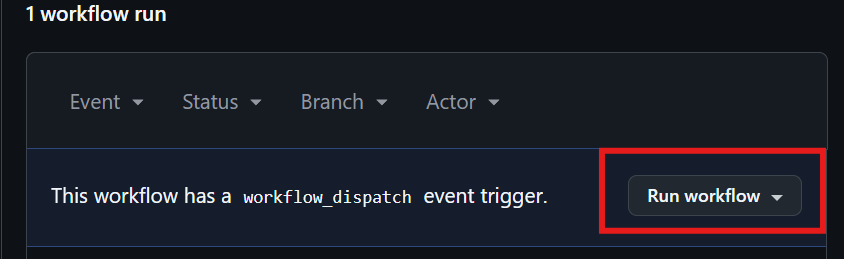 1 workflow run
Event Status Branch Actor
This workflow has a workflow_dispatch event trigger. Run workflow